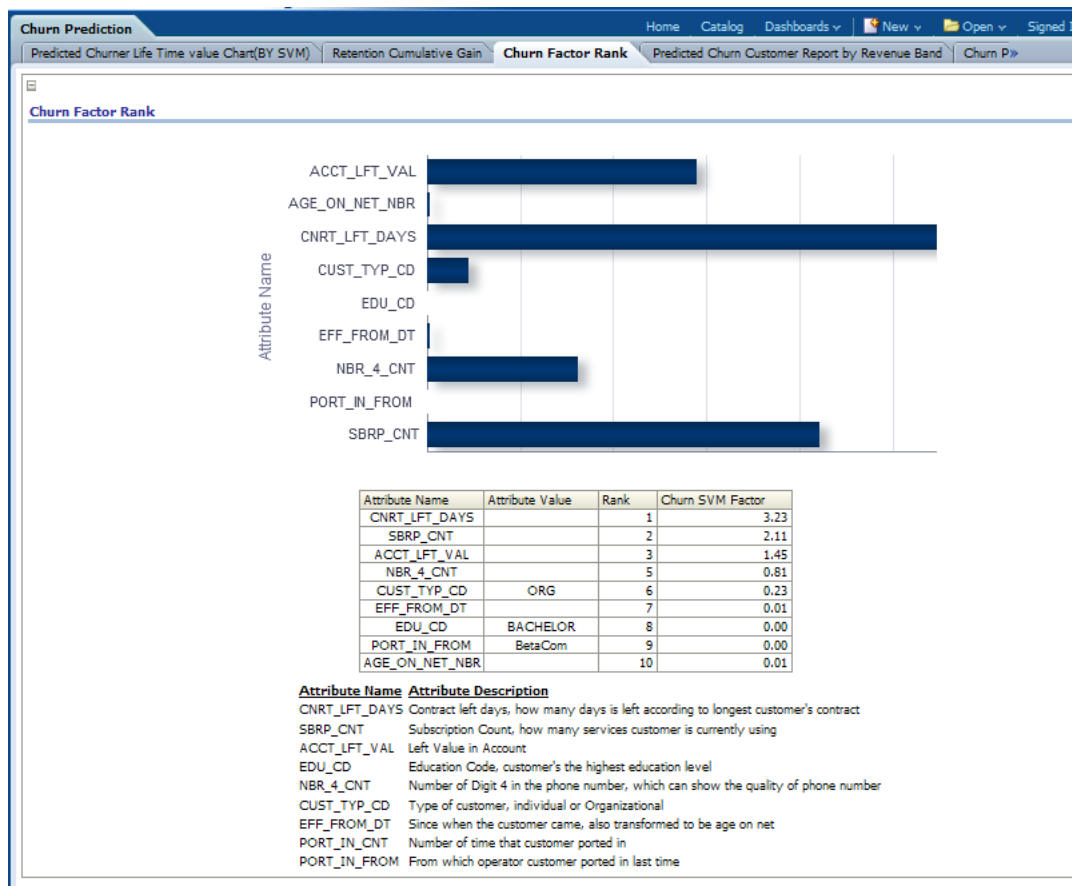 Churn Prediction
Home Catalog Dashboards New Open Signed I
Predicted Churner Life Time value Chart(BY SVM) Retention Cumulative Gain Churn Factor Rank Predicted Churn Customer Report by Revenue Band Churn P»
Churn Factor Rank
Attribute Name
ACCT_LFT_VAL
AGE_ON_NET_NBR
CNRT_LFT_DAYS
CUST_TYP_CD
EDU_CD
EFF_FROM_DT
NBR_4_CNT
PORT_IN_FROM
SBRP_CNT
Attribute Name Attribute Value Rank Churn SVM Factor
CNRT_LFT_DAYS 1 3.23
SBRP_CNT 2 2.11
ACCT_LFT_VAL 3 1.45
NBR_4_CNT 5 0.81
CUST_TYP_CD ORG 6 0.23
EFF_FROM_DT 7 0.01
EDU_CD BACHELOR 8 0.00
PORT_IN_FROM BetaCom 9 0.00
AGE_ON_NET_NBR 10 0.01
Attribute Name Attribute Description
CNRT_LFT_DAYS Contract left days, how many days is left according to longest customer's contract
SBRP_CNT Subscription Count, how many services customer is currently using
ACCT_LFT_VAL Left Value in Account
EDU_CD Education Code, customer's the highest education level
NBR_4_CNT Number of Digit 4 in the phone number, which can show the quality of phone number
CUST_TYP_CD Type of customer, individual or Organizational
EFF_FROM_DT Since when the customer came, also transformed to be age on net
PORT_IN_CNT Number of time that customer ported in
PORT_IN_FROM From which operator customer ported in last time